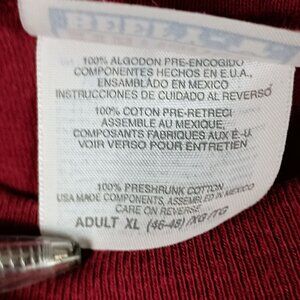 BEEFY-T
100% ALGODON PRE-ENCOGIDO
COMPONENTES HECHOS EN E.U.A.,
ENSAMBLADO EN MEXICO
INSTRUCCIONES DE CUIDADO AL REVERSO
100% COTON PRE-RETRECI
ASSEMBLE AU MEXIQUE,
COMPOSANTS FABRIQUES AUX É-U.
VOIR VERSO POUR ENTRETIEN
100% PRESHRUNK COTTON
USA MADE COMPONENTS, ASSEMBLED IN MEXICO
CARE ON REVERSE
ADULT XL (46-48)/XG/TG